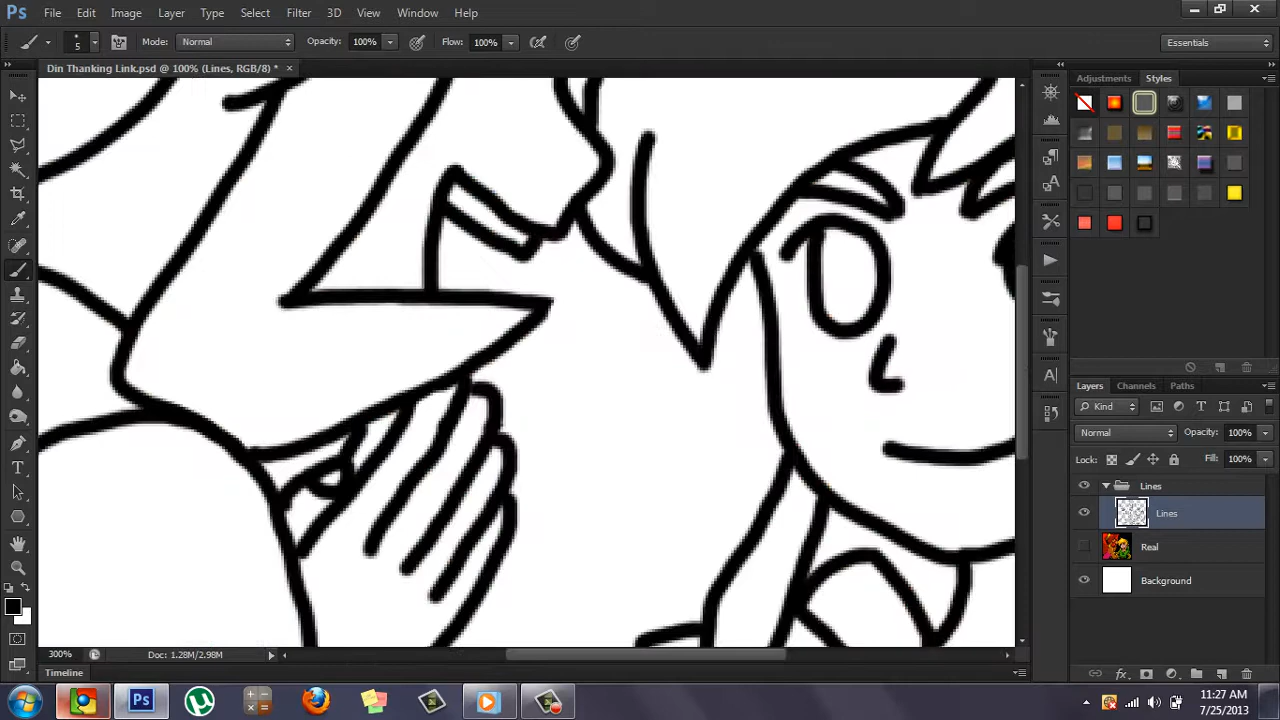 Ps File Edit Image Layer Type Select Filter 3D View Window Help
5 Mode: Normal Opacity: 100% Flow: 100% Essentials
Din Thanking Link.psd @ 100% (Lines, RGB/8) * ×
Adjustments Styles
Layers Channels Paths
Kind
Normal Opacity: 100%
Lock: Fill: 100%
Lines
Lines
Real
Background
300% Doc: 1.28M/2.98M
Timeline
11:27 AM
7/25/2013